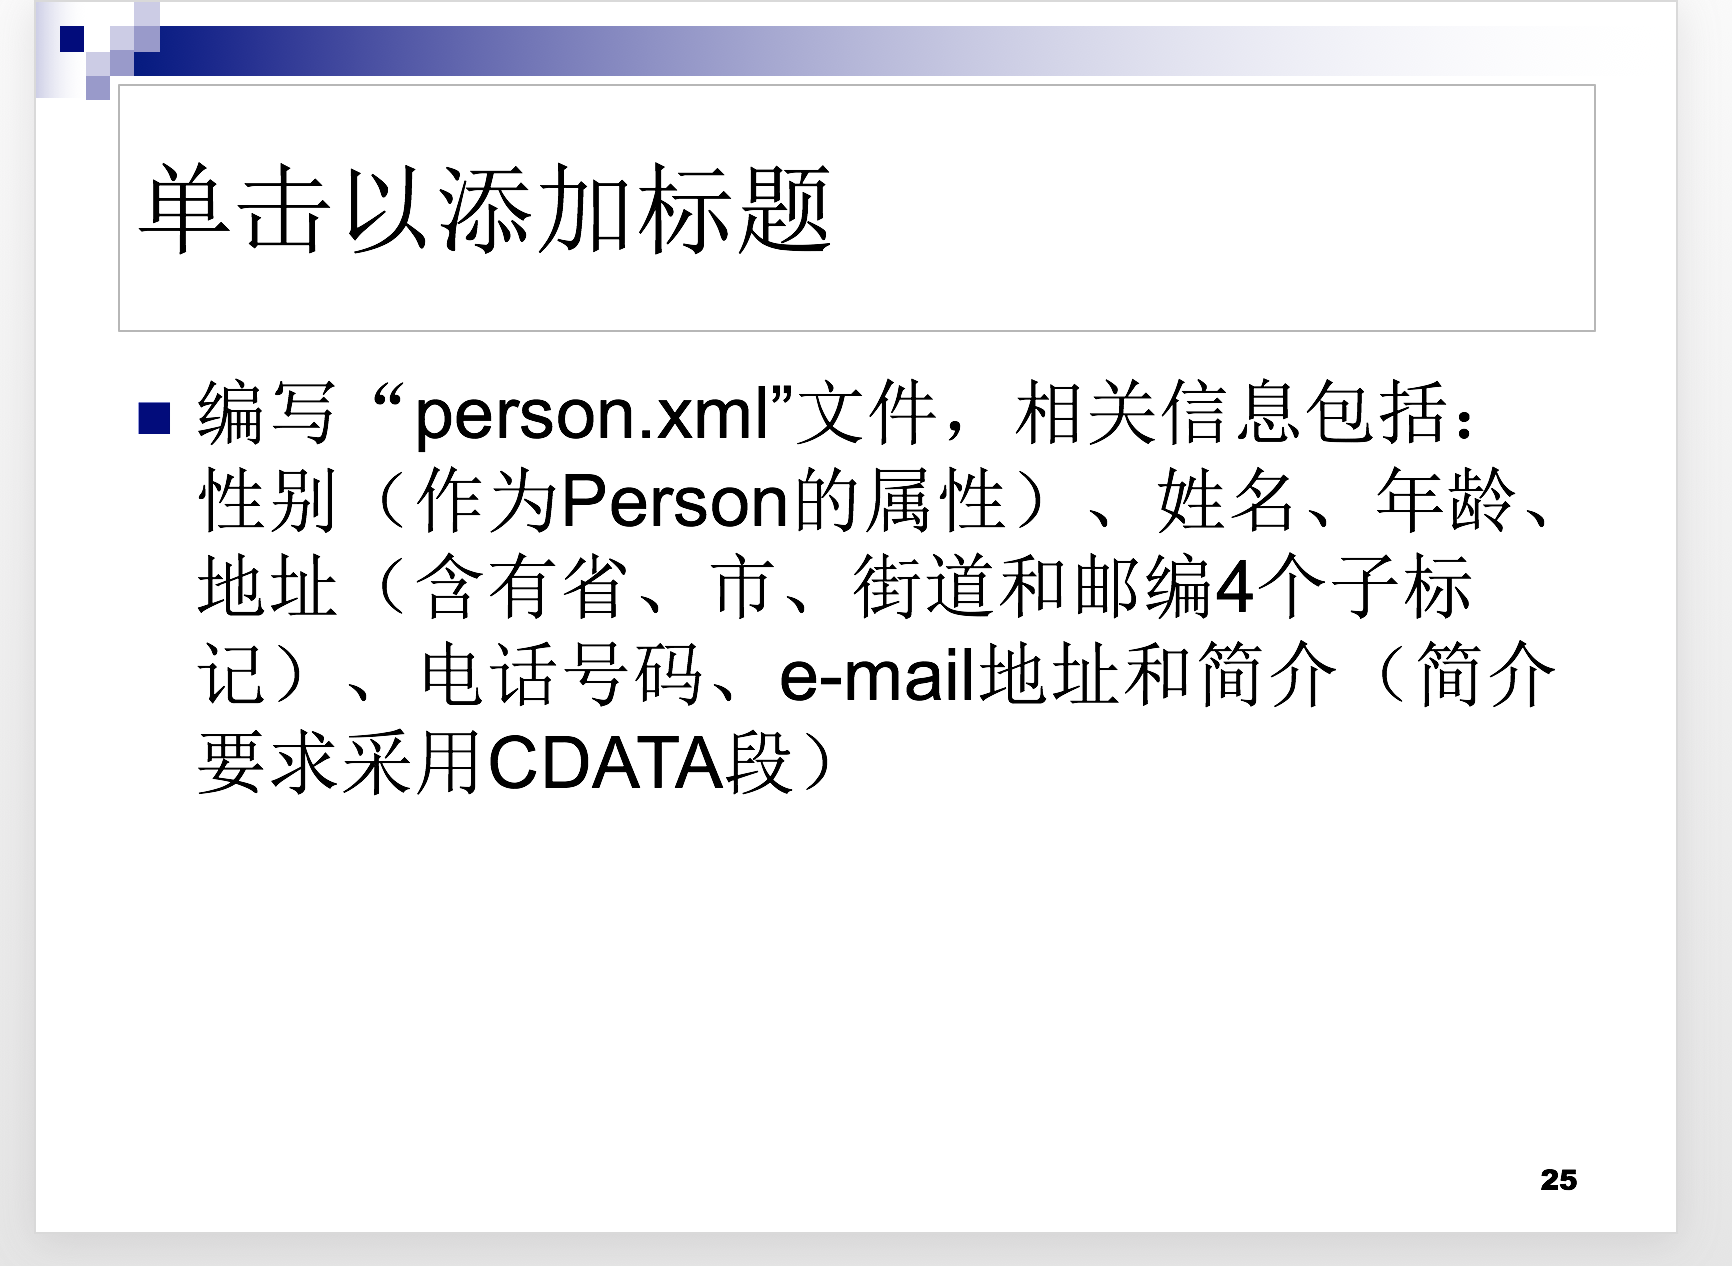 单击以添加标题
编写“person.xml”文件，相关信息包括：
性别（作为Person的属性）、姓名、年龄、
地址（含有省、市、街道和邮编4个子标
记）、电话号码、e-mail地址和简介（简介
要求采用CDATA段）
25